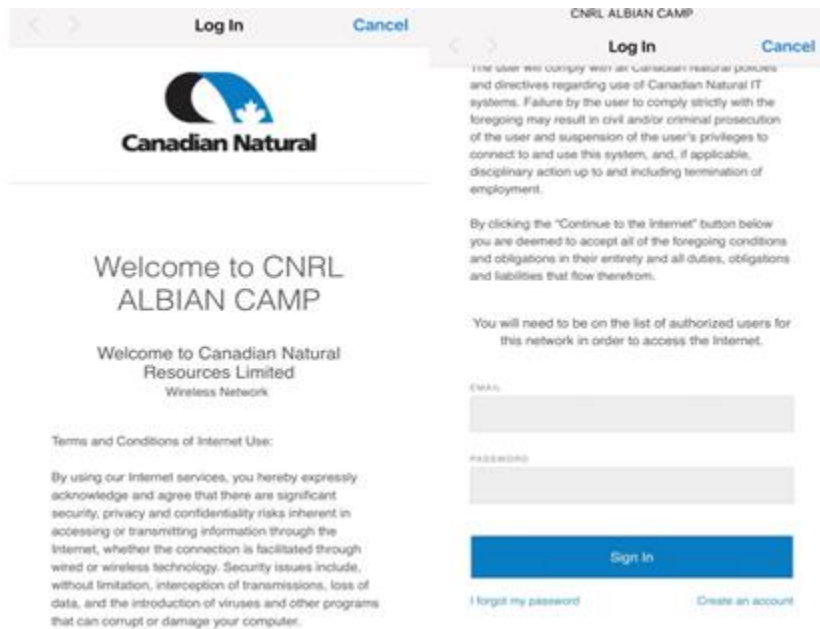 Log In
Cancel
Canadian Natural
Welcome to CNRL
ALBIAN CAMP
Welcome to Canadian Natural
Resources Limited
Wireless Network
Terms and Conditions of Internet Use:
By using our Internet services, you hereby expressly
acknowledge and agree that there are significant
security, privacy and confidentiality risks inherent in
accessing or transmitting information through the
Internet, whether the connection is facilitated through
wired or wireless technology. Security issues include,
without limitation, interception of transmissions, loss of
data, and the introduction of viruses and other programs
that can corrupt or damage your computer.
CNRL ALBIAN CAMP
Log In
Cancel
The user will comply with all Canadian Natural policies
and directives regarding use of Canadian Natural IT
systems. Failure by the user to comply strictly with the
foregoing may result in civil and/or criminal prosecution
of the user and suspension of the user's privileges to
connect to and use this system, and, if applicable,
disciplinary action up to and including termination of
employment.
By clicking the "Continue to the Internet" button below
you are deemed to accept all of the foregoing conditions
and obligations in their entirety and all duties, obligations
and liabilities that flow therefrom.
You will need to be on the list of authorized users for
this network in order to access the Internet.
EMAIL
PASSWORD
Sign In
I forgot my password
Create an account